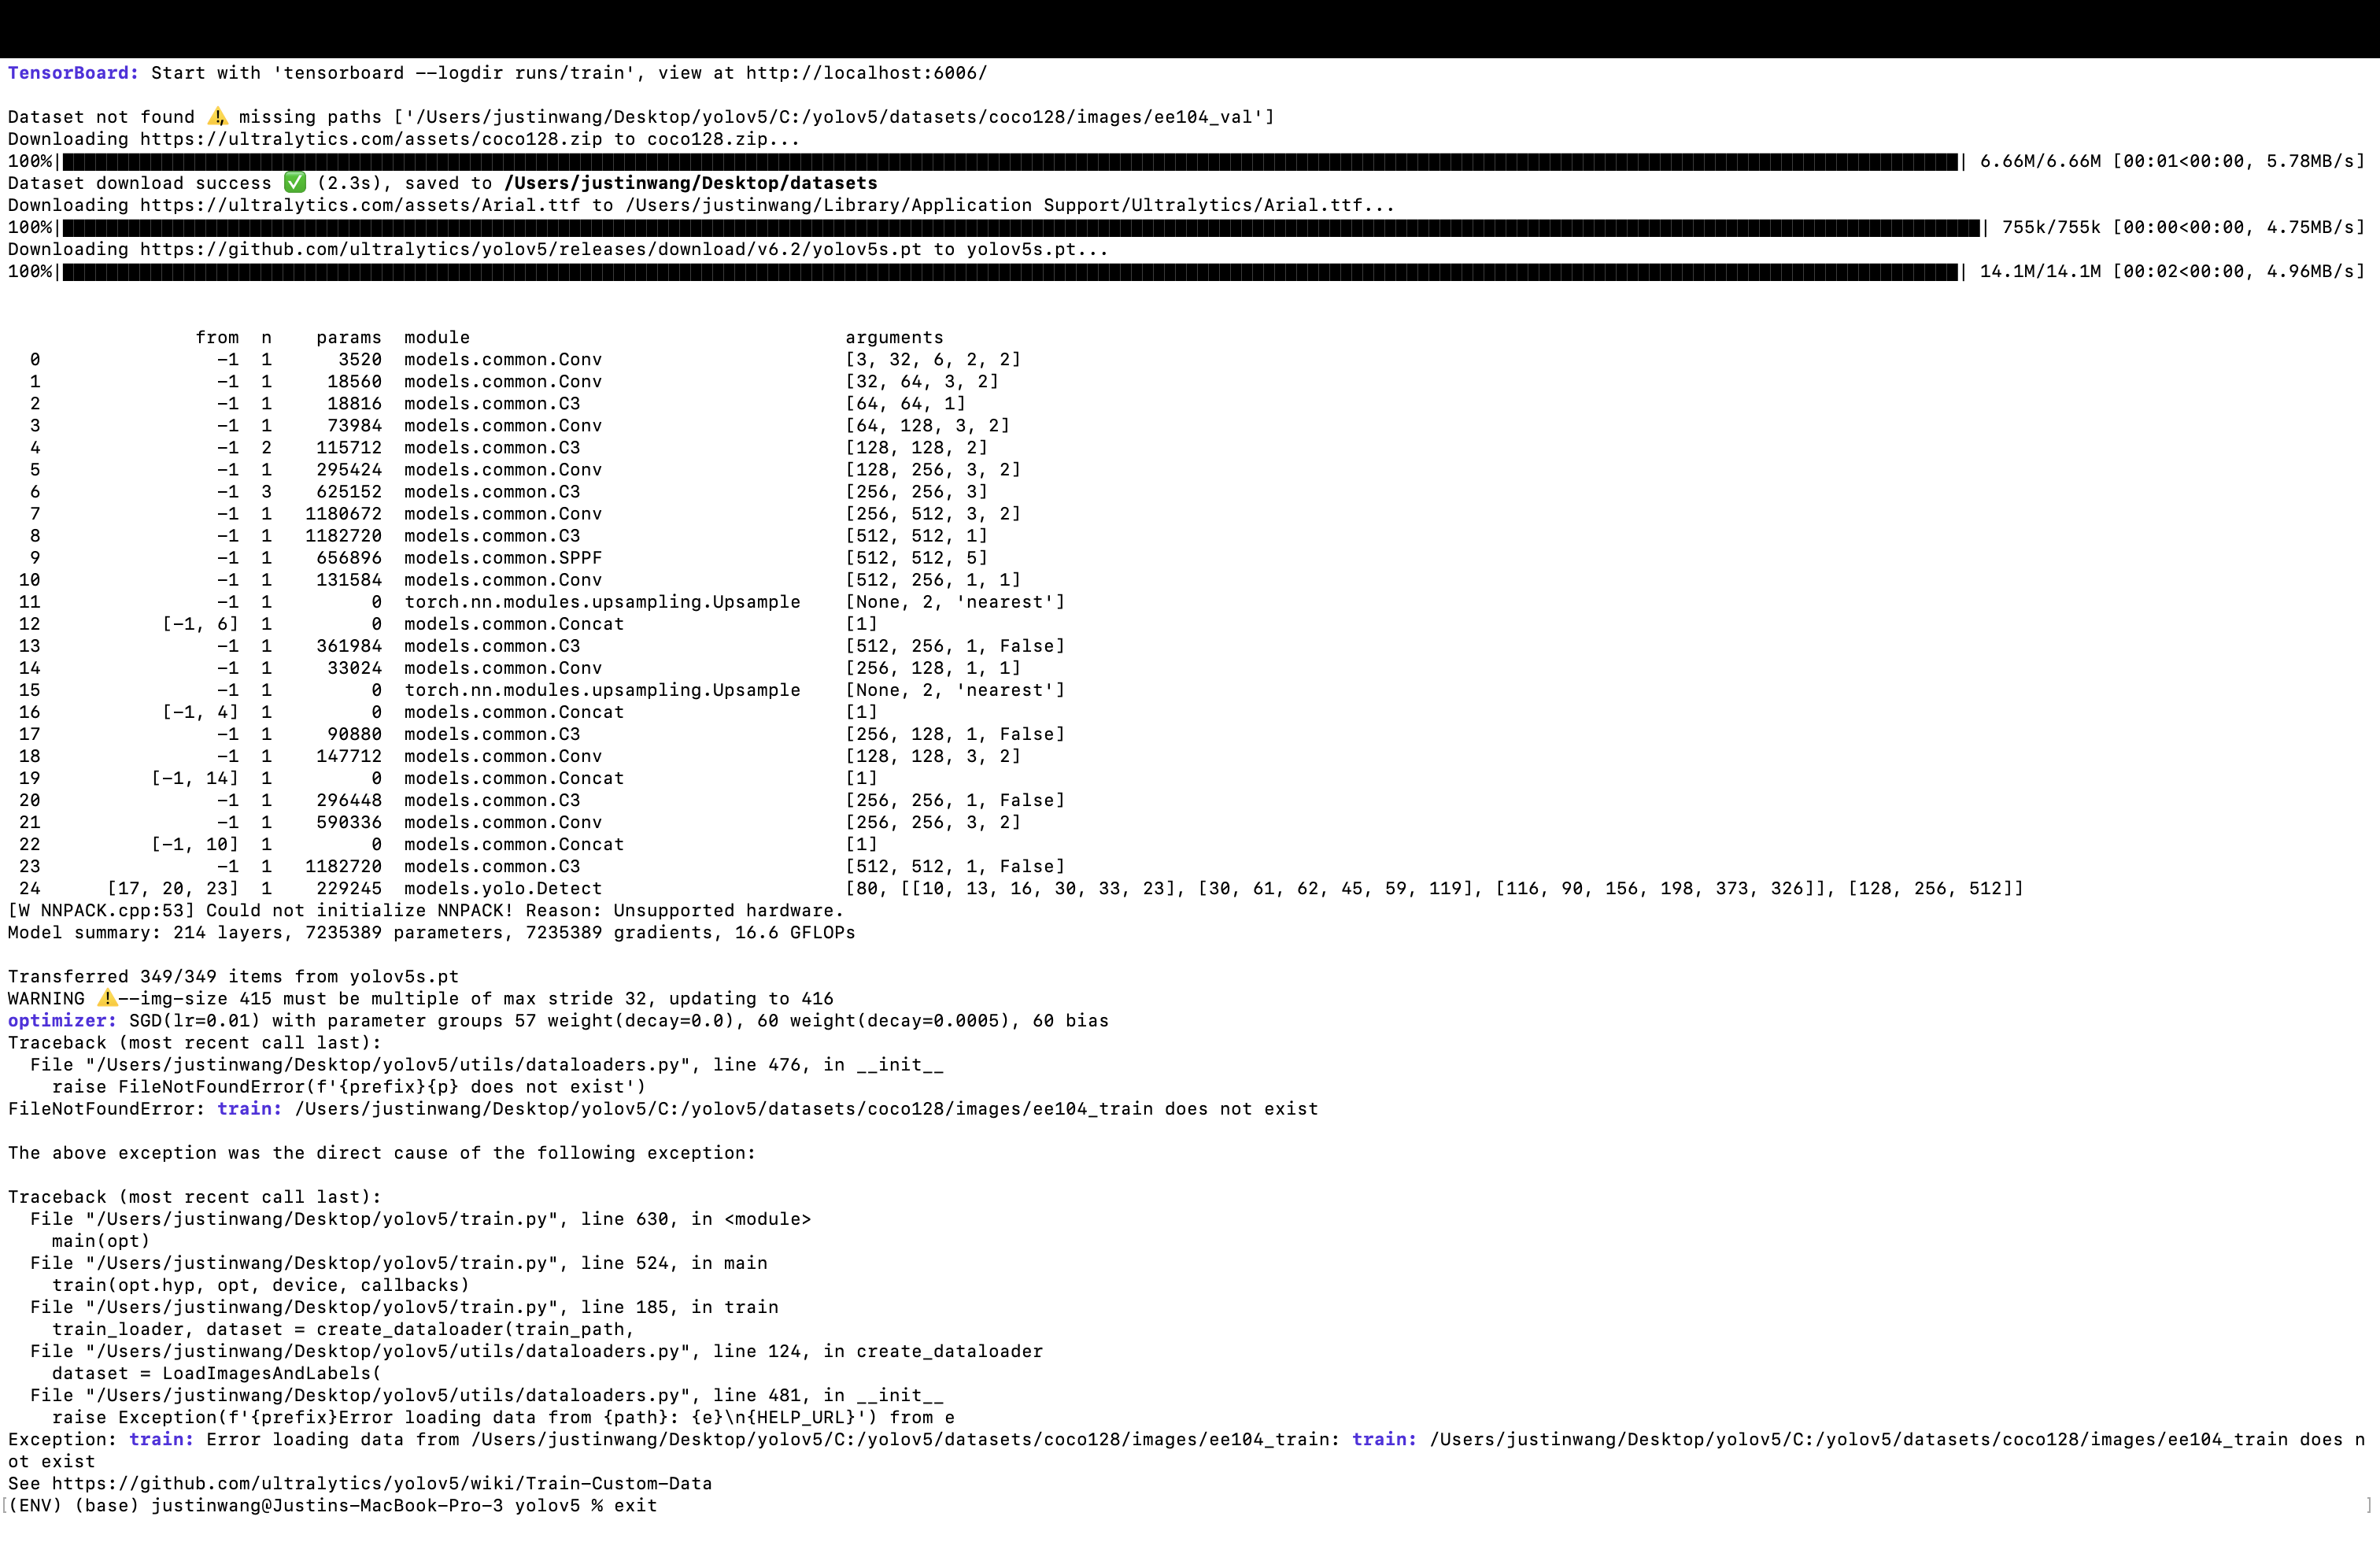 TensorBoard: Start with 'tensorboard --logdir runs/train', view at http://localhost:6006/
Dataset not found ⚠️, missing paths ['/Users/justinwang/Desktop/yolov5/C:/yolov5/datasets/coco128/images/ee104_val']
Downloading https://ultralytics.com/assets/coco128.zip to coco128.zip...
100%| | 6.66M/6.66M [00:01<00:00, 5.78MB/s]
Dataset download success ✅ (2.3s), saved to /Users/justinwang/Desktop/datasets
Downloading https://ultralytics.com/assets/Arial.ttf to /Users/justinwang/Library/Application Support/Ultralytics/Arial.ttf...
100%| | 755k/755k [00:00<00:00, 4.75MB/s]
Downloading https://github.com/ultralytics/yolov5/releases/download/v6.2/yolov5s.pt to yolov5s.pt...
100%| | 14.1M/14.1M [00:02<00:00, 4.96MB/s]
from n params module arguments
0 -1 1 3520 models.common.Conv [3, 32, 6, 2, 2]
1 -1 1 18560 models.common.Conv [32, 64, 3, 2]
2 -1 1 18816 models.common.C3 [64, 64, 1]
3 -1 1 73984 models.common.Conv [64, 128, 3, 2]
4 -1 2 115712 models.common.C3 [128, 128, 2]
5 -1 1 295424 models.common.Conv [128, 256, 3, 2]
6 -1 3 625152 models.common.C3 [256, 256, 3]
7 -1 1 1180672 models.common.Conv [256, 512, 3, 2]
8 -1 1 1182720 models.common.C3 [512, 512, 1]
9 -1 1 656896 models.common.SPPF [512, 512, 5]
10 -1 1 131584 models.common.Conv [512, 256, 1, 1]
11 -1 1 0 torch.nn.modules.upsampling.Upsample [None, 2, 'nearest']
12 [-1, 6] 1 0 models.common.Concat [1]
13 -1 1 361984 models.common.C3 [512, 256, 1, False]
14 -1 1 33024 models.common.Conv [256, 128, 1, 1]
15 -1 1 0 torch.nn.modules.upsampling.Upsample [None, 2, 'nearest']
16 [-1, 4] 1 0 models.common.Concat [1]
17 -1 1 90880 models.common.C3 [256, 128, 1, False]
18 -1 1 147712 models.common.Conv [128, 128, 3, 2]
19 [-1, 14] 1 0 models.common.Concat [1]
20 -1 1 296448 models.common.C3 [256, 256, 1, False]
21 -1 1 590336 models.common.Conv [256, 256, 3, 2]
22 [-1, 10] 1 0 models.common.Concat [1]
23 -1 1 1182720 models.common.C3 [512, 512, 1, False]
24 [17, 20, 23] 1 229245 models.yolo.Detect [80, [[10, 13, 16, 30, 33, 23], [30, 61, 62, 45, 59, 119], [116, 90, 156, 198, 373, 326]], [128, 256, 512]]
[W NNPACK.cpp:53] Could not initialize NNPACK! Reason: Unsupported hardware.
Model summary: 214 layers, 7235389 parameters, 7235389 gradients, 16.6 GFLOPs
Transferred 349/349 items from yolov5s.pt
WARNING ⚠️--img-size 415 must be multiple of max stride 32, updating to 416
optimizer: SGD(lr=0.01) with parameter groups 57 weight(decay=0.0), 60 weight(decay=0.0005), 60 bias
Traceback (most recent call last):
File "/Users/justinwang/Desktop/yolov5/utils/dataloaders.py", line 476, in __init__
raise FileNotFoundError(f'{prefix}{p} does not exist')
FileNotFoundError: train: /Users/justinwang/Desktop/yolov5/C:/yolov5/datasets/coco128/images/ee104_train does not exist
The above exception was the direct cause of the following exception:
Traceback (most recent call last):
File "/Users/justinwang/Desktop/yolov5/train.py", line 630, in <module>
main(opt)
File "/Users/justinwang/Desktop/yolov5/train.py", line 524, in main
train(opt.hyp, opt, device, callbacks)
File "/Users/justinwang/Desktop/yolov5/train.py", line 185, in train
train_loader, dataset = create_dataloader(train_path,
File "/Users/justinwang/Desktop/yolov5/utils/dataloaders.py", line 124, in create_dataloader
dataset = LoadImagesAndLabels(
File "/Users/justinwang/Desktop/yolov5/utils/dataloaders.py", line 481, in __init__
raise Exception(f'{prefix}Error loading data from {path}: {e}\n{HELP_URL}') from e
Exception: train: Error loading data from /Users/justinwang/Desktop/yolov5/C:/yolov5/datasets/coco128/images/ee104_train: train: /Users/justinwang/Desktop/yolov5/C:/yolov5/datasets/coco128/images/ee104_train does n
ot exist
See https://github.com/ultralytics/yolov5/wiki/Train-Custom-Data
[(ENV) (base) justinwang@Justins-MacBook-Pro-3 yolov5 % exit ]